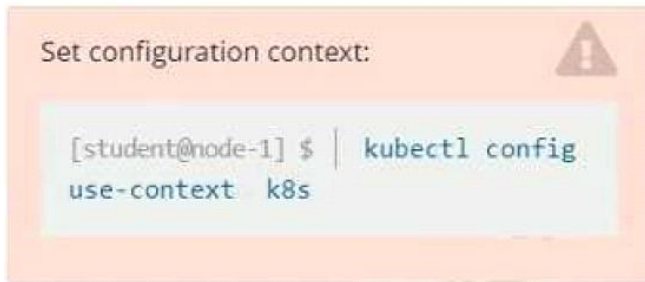 Set configuration context:
[student@node-1] $ | kubectl config
use-context k8s